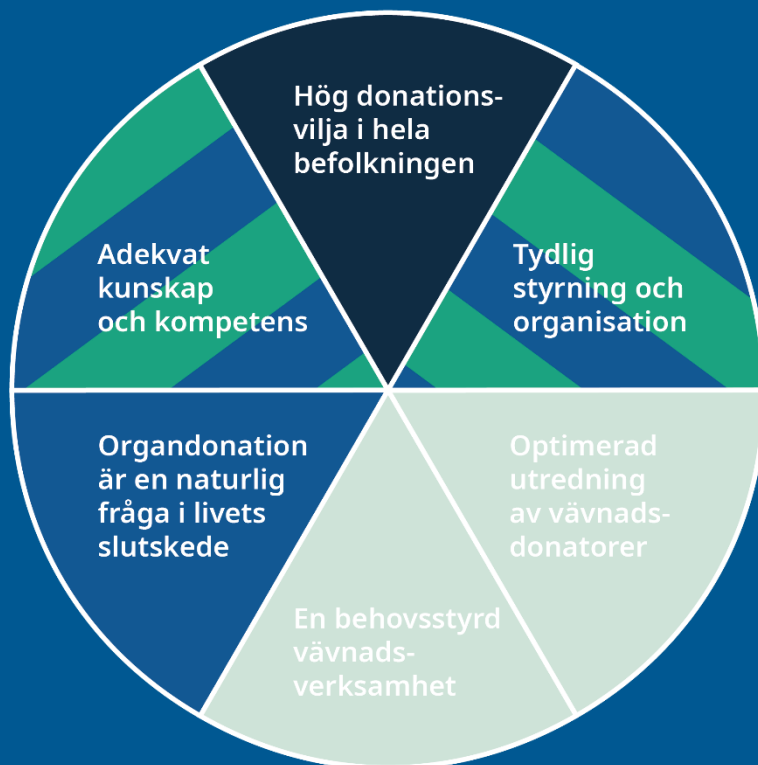 Hög donations-
vilja i hela
befolkningen
Adekvat
kunskap
och kompetens
Tydlig
styrning och
organisation
Organdonation
är en naturlig
fråga i livets
slutskede
Optimerad
utredning
av vävnads-
donatorer
En behovsstyrd
vävnads-
verksamhet